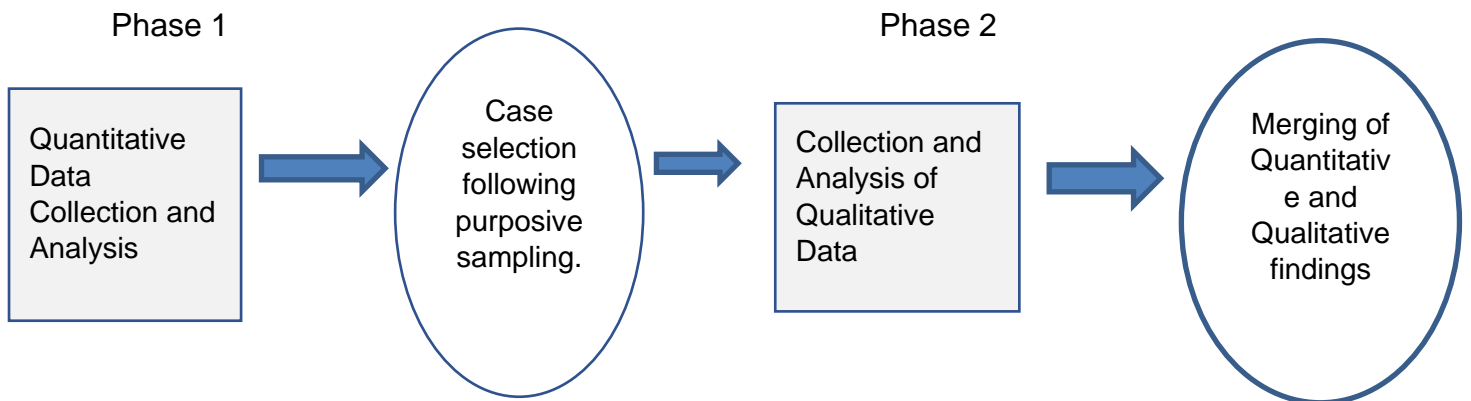 Phase 1
Phase 2
Quantitative
Data
Collection and
Analysis
Case
selection
following
purposive
sampling.
Collection and
Analysis of
Qualitative
Data
Merging of
Quantitativ
e and
Qualitative
findings